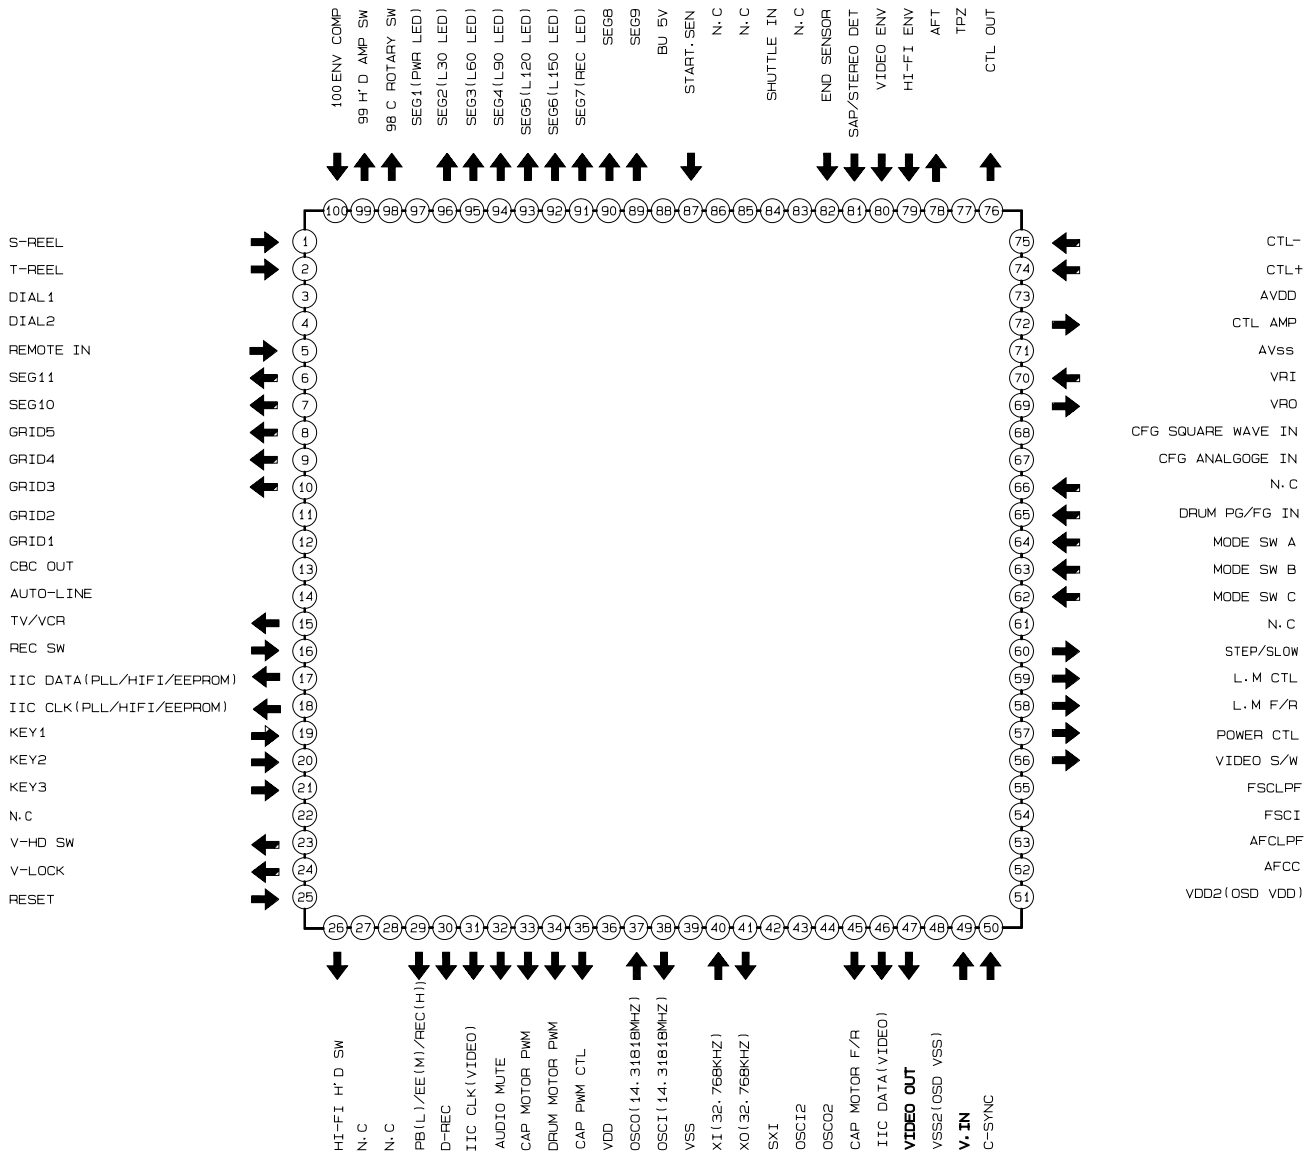 100 ENV COMP
99 H'D AMP SW
98 C ROTARY SW
SEG1(PWR LED)
SEG2(L30 LED)
SEG3(L60 LED)
SEG4(L90 LED)
SEG5(L120 LED)
SEG6(L150 LED)
SEG7(REC LED)
SEG8
SEG9
BU 5V
START.SEN
N.C
N.C
SHUTTLE IN
N.C
END SENSOR
SAP/STEREO DET
VIDEO ENV
HI-FI ENV
AFT
TPZ
CTL OUT
100 99 98 97 96 95 94 93 92 91 90 89 88 87 86 85 84 83 82 81 80 79 78 77 76
S-REEL 1 75 CTL-
T-REEL 2 74 CTL+
DIAL1 3 73 AVDD
DIAL2 4 72 CTL AMP
REMOTE IN 5 71 AVss
SEG11 6 70 VRI
SEG10 7 69 VRO
GRID5 8 68 CFG SQUARE WAVE IN
GRID4 9 67 CFG ANALGOGE IN
GRID3 10 66 N.C
GRID2 11 65 DRUM PG/FG IN
GRID1 12 64 MODE SW A
CBC OUT 13 63 MODE SW B
AUTO-LINE 14 62 MODE SW C
TV/VCR 15 61 N.C
REC SW 16 60 STEP/SLOW
IIC DATA(PLL/HIFI/EEPROM) 17 59 L.M CTL
IIC CLK(PLL/HIFI/EEPROM) 18 58 L.M F/R
KEY1 19 57 POWER CTL
KEY2 20 56 VIDEO S/W
KEY3 21 55 FSCLPF
N.C 22 54 FSCI
V-HD SW 23 53 AFCLPF
V-LOCK 24 52 AFCC
RESET 25 51 VDD2(OSD VDD)
26 27 28 29 30 31 32 33 34 35 36 37 38 39 40 41 42 43 44 45 46 47 48 49 50
HI-FI H'D SW
N.C
N.C
PB(L)/EE(M)/REC(H)
D-REC
IIC CLK(VIDEO)
AUDIO MUTE
CAP MOTOR PWM
DRUM MOTOR PWM
CAP PWM CTL
VDD
OSCO(14.31818MHZ)
OSCI(14.31818MHZ)
VSS
XI(32.768KHZ)
XO(32.768KHZ)
SXI
OSCI2
OSCO2
CAP MOTOR F/R
IIC DATA(VIDEO)
VIDEO OUT
VSS2(OSD VSS)
V.IN
C-SYNC